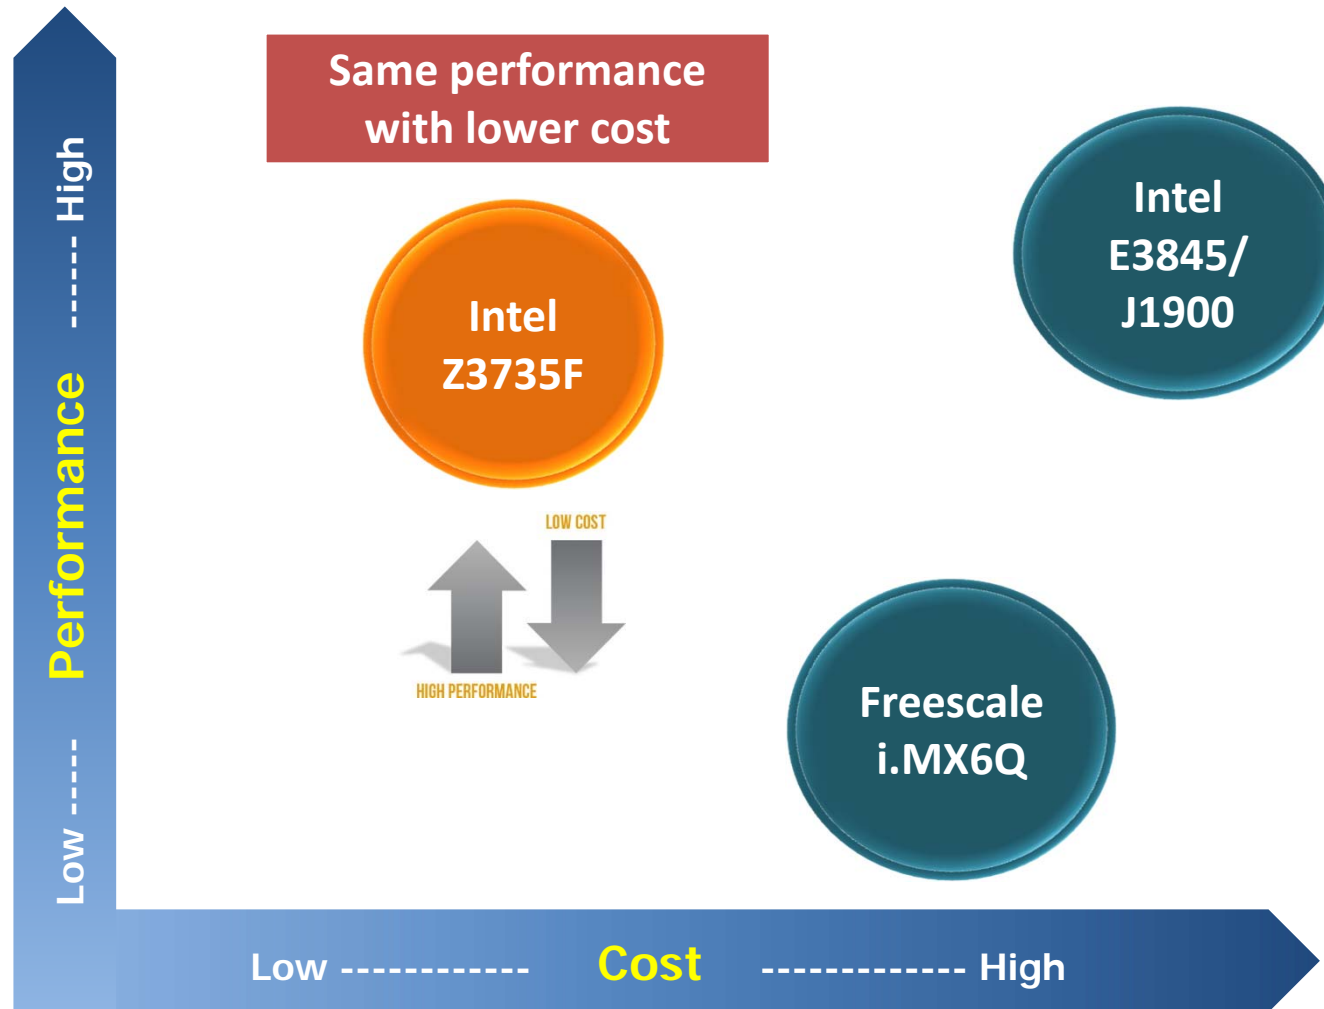 Same performance
with lower cost
Intel
E3845/
J1900
Intel
Z3735F
LOW COST
HIGH PERFORMANCE
Freescale
i.MX6Q
Low ----- Performance ------ High
Low ------------ Cost ------------- High